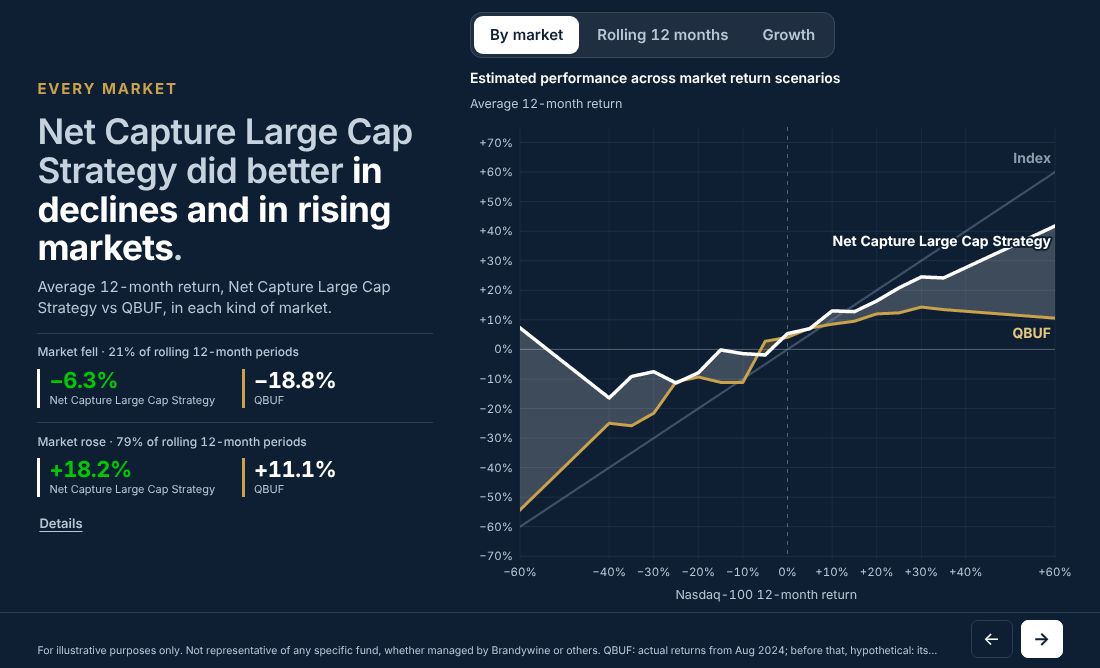 By market
Rolling 12 months
Growth
EVERY MARKET
Net Capture Large Cap
Strategy did better in
declines and in rising
markets.
Average 12-month return, Net Capture Large Cap
Strategy vs QBUF, in each kind of market.
Market fell · 21% of rolling 12-month periods
−6.3%
Net Capture Large Cap Strategy
−18.8%
QBUF
Market rose · 79% of rolling 12-month periods
+18.2%
Net Capture Large Cap Strategy
+11.1%
QBUF
Details
Estimated performance across market return scenarios
Average 12-month return
+70%
+60%
+50%
+40%
+30%
+20%
+10%
0%
−10%
−20%
−30%
−40%
−50%
−60%
−70%
Index
Net Capture Large Cap Strategy
QBUF
−60%
−40%
−30%
−20%
−10%
0%
+10%
+20%
+30%
+40%
+60%
Nasdaq-100 12-month return
For illustrative purposes only. Not representative of any specific fund, whether managed by Brandywine or others. QBUF: actual returns from Aug 2024; before that, hypothetical: its…